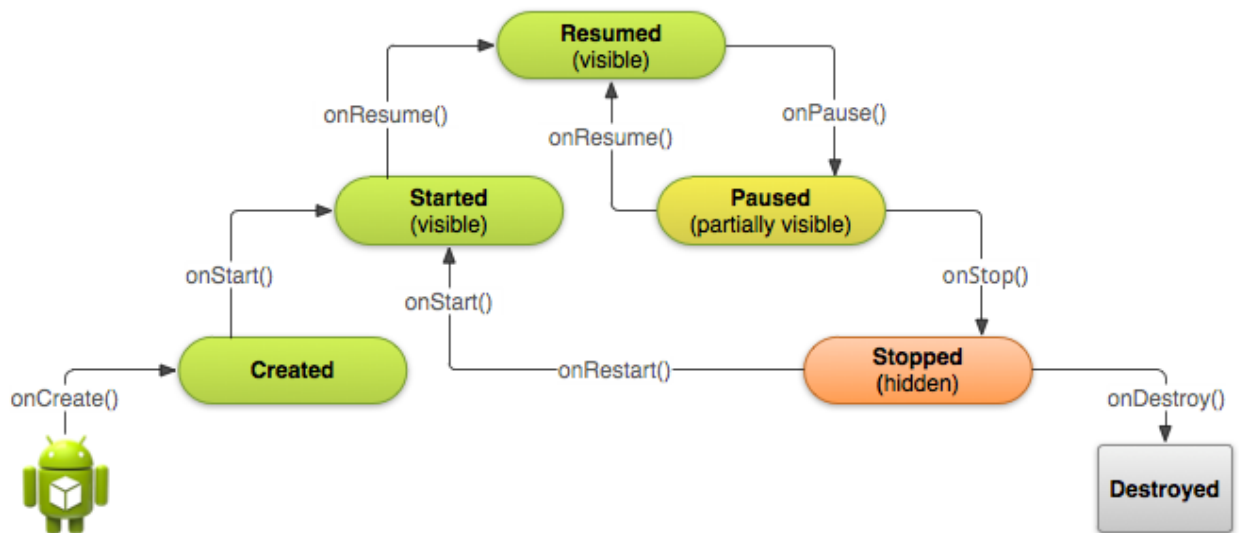 Resumed
(visible)
onResume()
onResume()
onPause()
Started
(visible)
Paused
(partially visible)
onStart()
onStart()
onStop()
Created
onRestart()
Stopped
(hidden)
onCreate()
onDestroy()
Destroyed